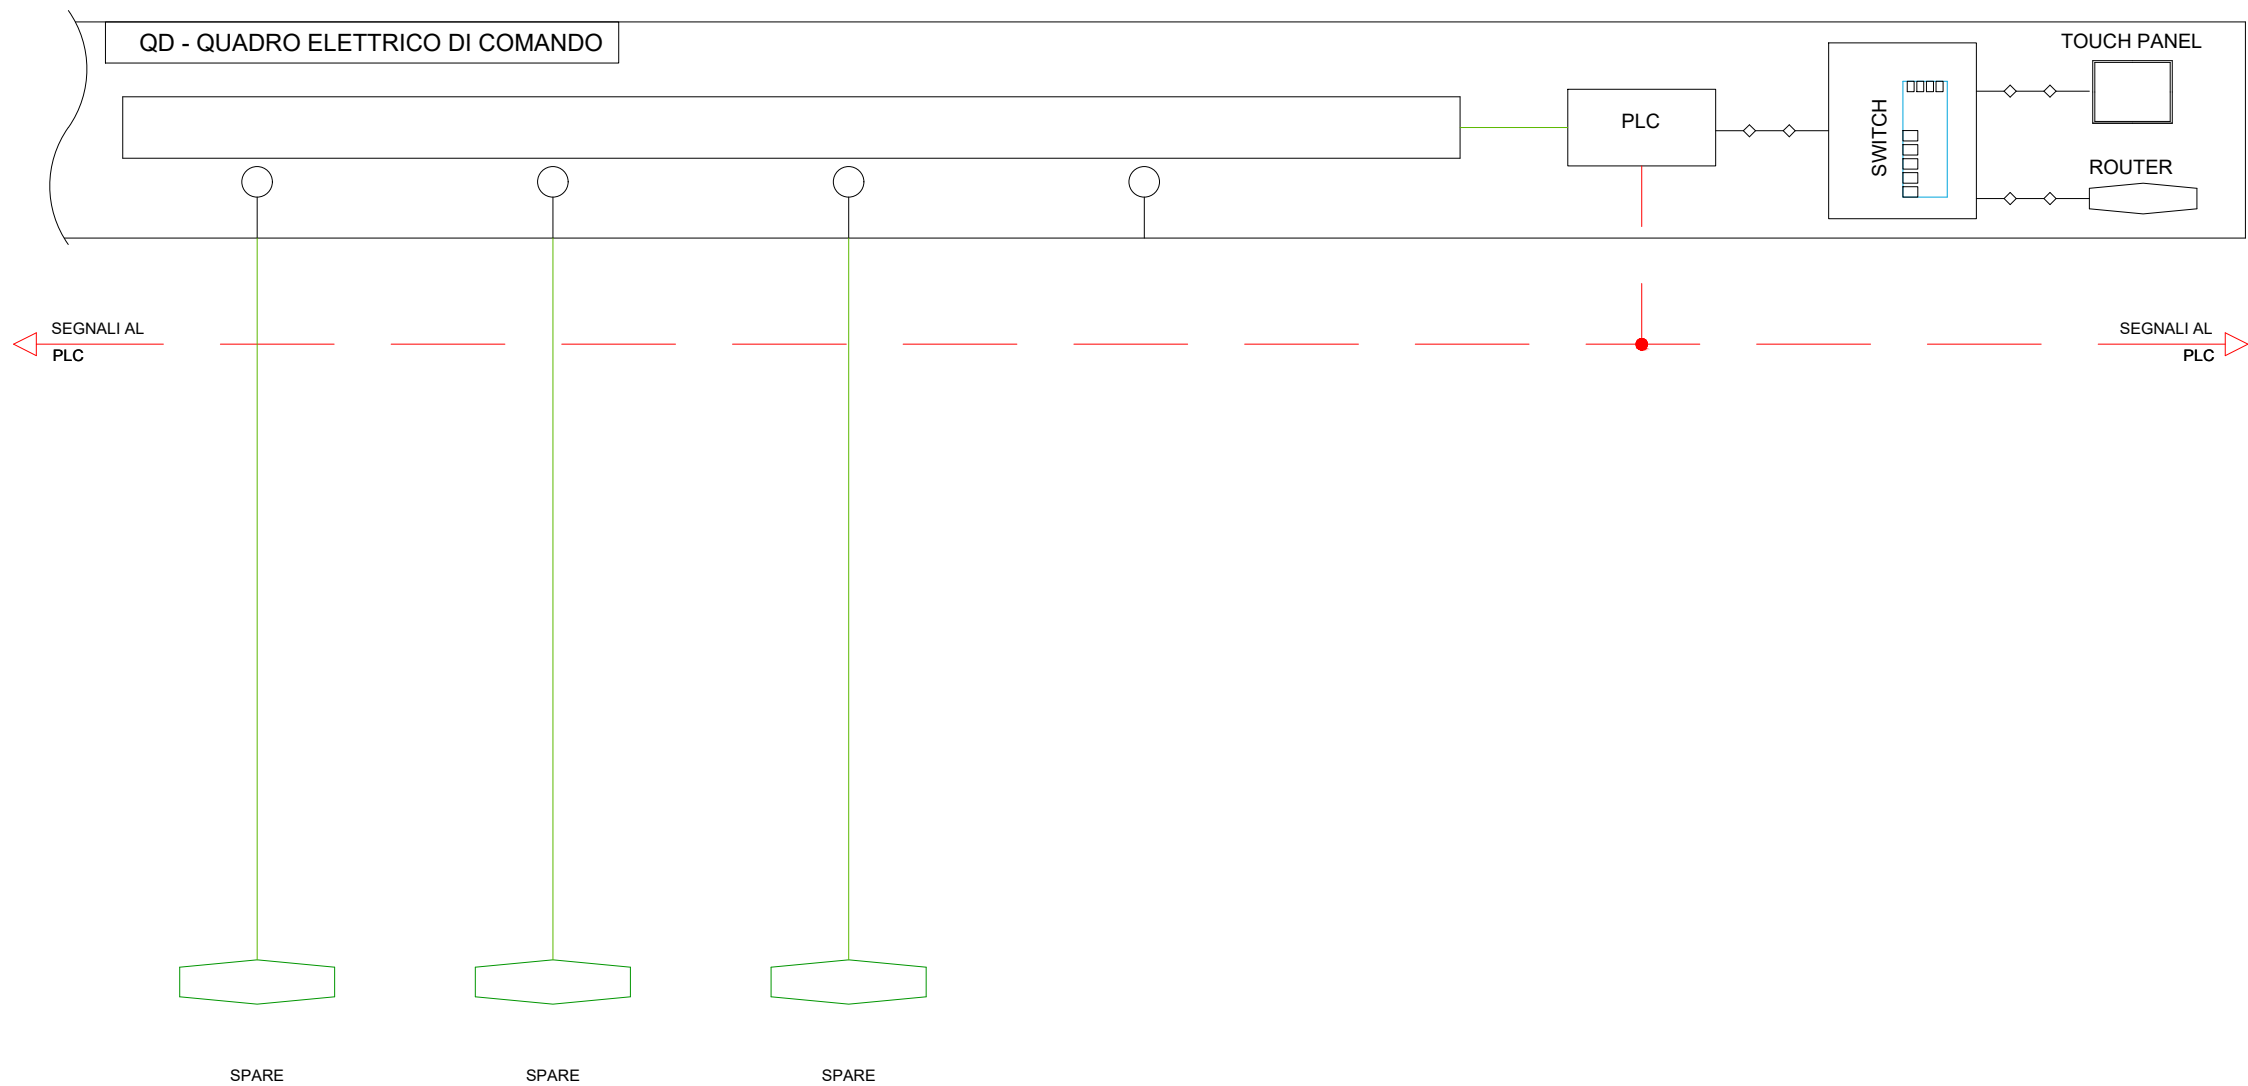 QD - QUADRO ELETTRICO DI COMANDO
TOUCH PANEL
PLC
SWITCH
ROUTER
SEGNALI AL
PLC
SEGNALI AL
PLC
SPARE
SPARE
SPARE